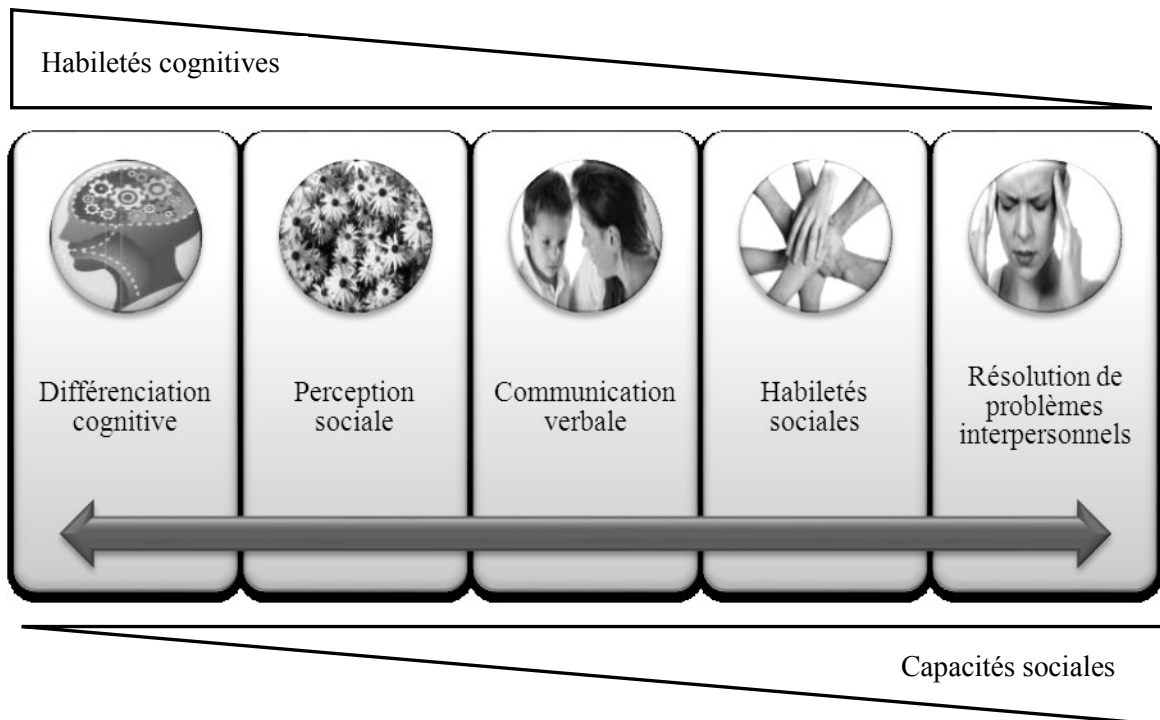 Habiletés cognitives
Différenciation
cognitive
Perception
sociale
Communication
verbale
Habiletés
sociales
Résolution de
problèmes
interpersonnels
Capacités sociales